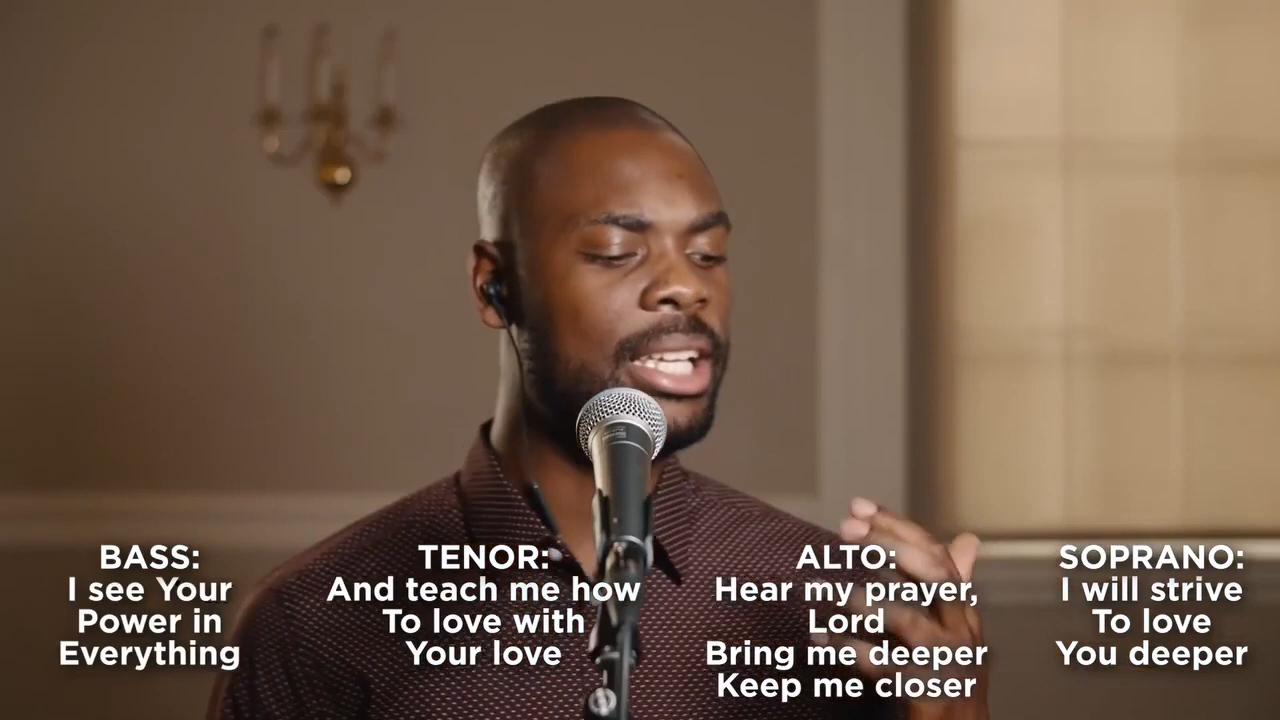 BASS:
I see Your
Power in
Everything
TENOR:
And teach me how
To love with
Your love
ALTO:
Hear my prayer,
Lord
Bring me deeper
Keep me closer
SOPRANO:
I will strive
To love
You deeper